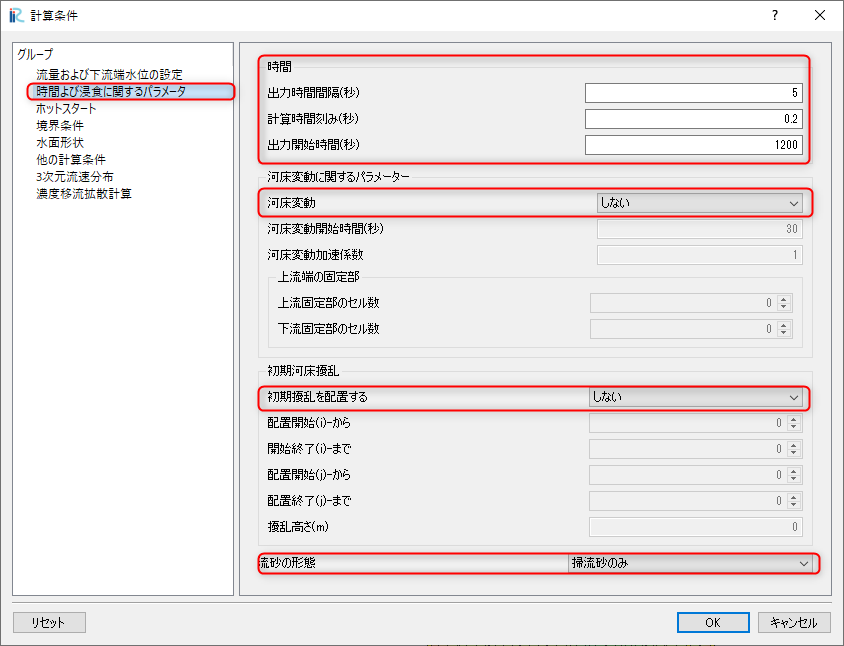 計算条件
?
グループ
流量および下流端水位の設定
時間よび浸食に関するパラメータ
ホットスタート
境界条件
水面形状
他の計算条件
3次元流速分布
濃度移流拡散計算
時間
出力時間間隔(秒) 5
計算時間刻み(秒) 0.2
出力開始時間(秒) 1200
河床変動に関するパラメーター
河床変動 しない
河床変動開始時間(秒) 30
河床変動加速係数 1
上流端の固定部
上流固定部のセル数 0
下流固定部のセル数 0
初期河床擾乱
初期擾乱を配置する しない
配置開始(i)-から 0
開始終了(i)-まで 0
配置開始(j)-から 0
配置終了(j)-まで 0
擾乱高さ(m) 0
流砂の形態 掃流砂のみ
リセット OK キャンセル